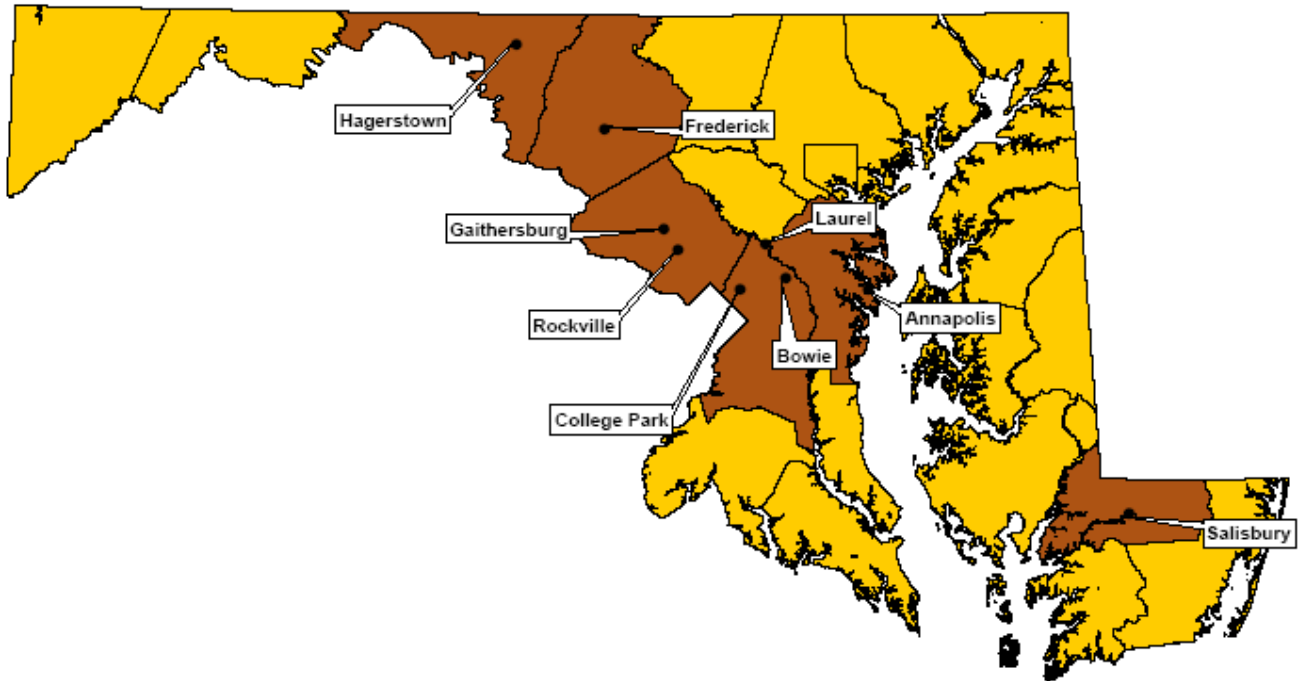 Hagerstown
Frederick
Gaithersburg
Laurel
Rockville
Annapolis
Bowie
College Park
Salisbury